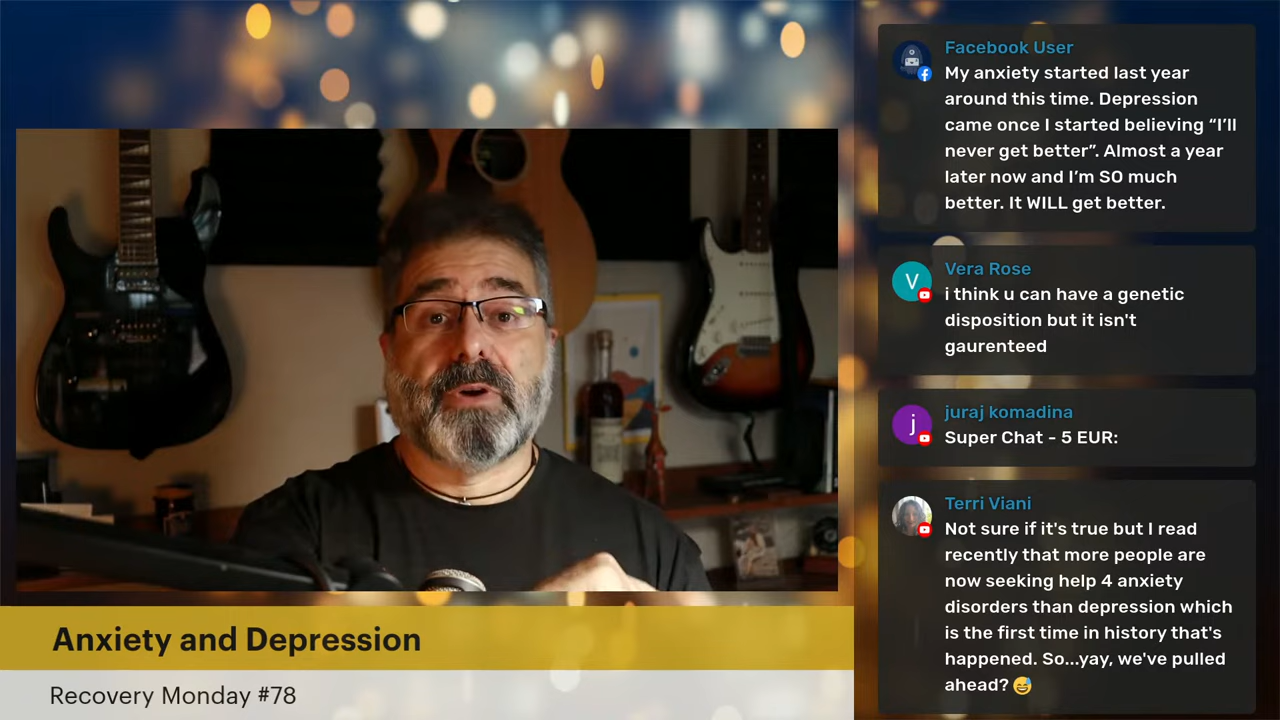 Anxiety and Depression
Recovery Monday #78
Facebook User
My anxiety started last year
around this time. Depression
came once I started believing “I’ll
never get better”. Almost a year
later now and I’m SO much
better. It WILL get better.
V
Vera Rose
i think u can have a genetic
disposition but it isn't
gaurenteed
j
juraj komadina
Super Chat - 5 EUR:
Terri Viani
Not sure if it's true but I read
recently that more people are
now seeking help 4 anxiety
disorders than depression which
is the first time in history that's
happened. So...yay, we've pulled
ahead? 😅